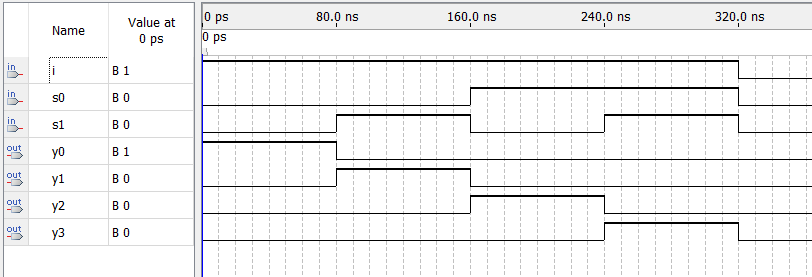 Name Value at 0 ps 0 ps 80.0 ns 160.0 ns 240.0 ns 320.0 ns
0 ps
in i B 1
in s0 B 0
in s1 B 0
out y0 B 1
out y1 B 0
out y2 B 0
out y3 B 0